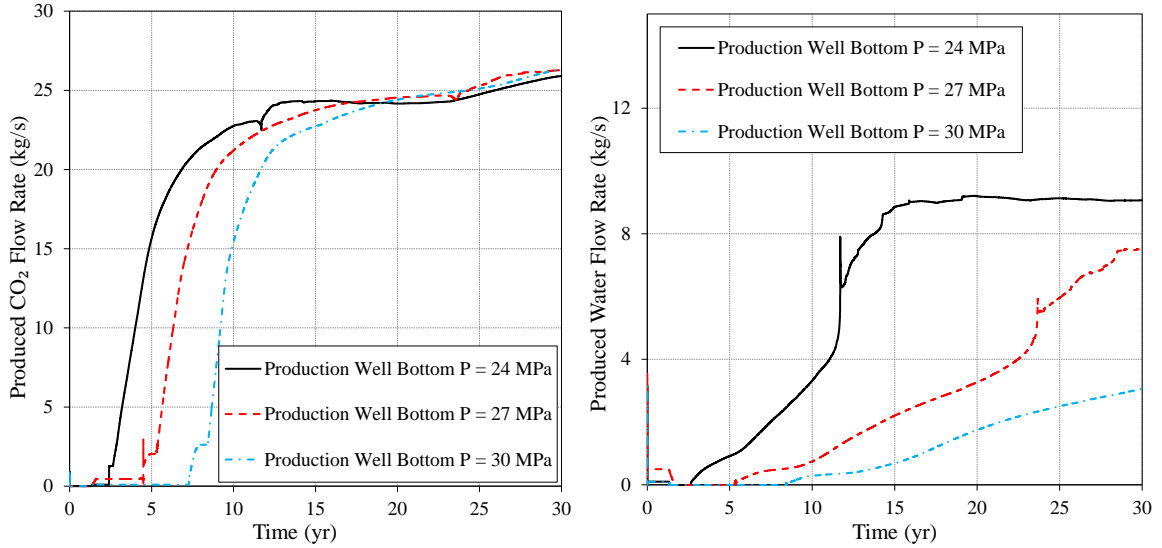 30
25
20
15
10
5
0
0 5 10 15 20 25 30
Produced CO₂ Flow Rate (kg/s)
Time (yr)
Production Well Bottom P = 24 MPa
Production Well Bottom P = 27 MPa
Production Well Bottom P = 30 MPa
12
8
4
0
0 5 10 15 20 25 30
Produced Water Flow Rate (kg/s)
Time (yr)
Production Well Bottom P = 24 MPa
Production Well Bottom P = 27 MPa
Production Well Bottom P = 30 MPa